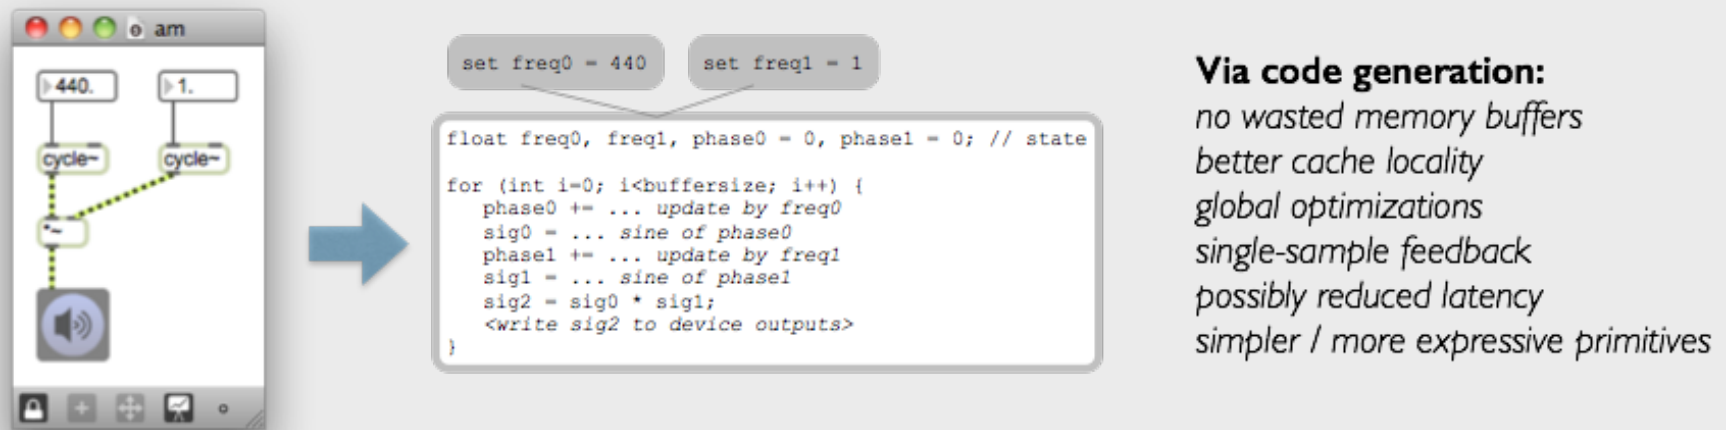 am
440.
1.
cycle~
cycle~
*~
set freq0 = 440
set freq1 = 1
float freq0, freq1, phase0 = 0, phase1 = 0; // state
for (int i=0; i<buffersize; i++) {
phase0 += ... update by freq0
sig0 = ... sine of phase0
phase1 += ... update by freq1
sig1 = ... sine of phase1
sig2 = sig0 * sig1;
<write sig2 to device outputs>
}
Via code generation:
no wasted memory buffers
better cache locality
global optimizations
single-sample feedback
possibly reduced latency
simpler / more expressive primitives